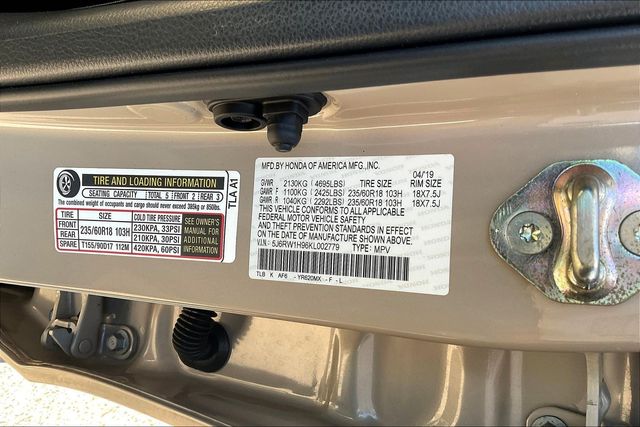 TIRE AND LOADING INFORMATION
SEATING CAPACITY TOTAL 5 FRONT 2 REAR 3
The combined weight of occupants and cargo should never exceed 385kg or 850lbs.
TIRE SIZE COLD TIRE PRESSURE
FRONT 235/60R18 103H 230KPA, 33PSI
REAR 210KPA, 30PSI
SPARE T155/90D17 112M 420KPA, 60PSI
SEE OWNER'S
MANUAL FOR
ADDITIONAL
INFORMATION
TLA A1
MFD.BY HONDA OF AMERICA MFG.,INC. 04/19
GVWR 2130KG (4695LBS) TIRE SIZE RIM SIZE
GAWR F 1100KG (2425LBS) 235/60R18 103H 18X7.5J
GAWR R 1040KG (2292LBS) 235/60R18 103H 18X7.5J
THIS VEHICLE CONFORMS TO ALL APPLICABLE
FEDERAL MOTOR VEHICLE SAFETY
AND THEFT PREVENTION STANDARDS IN EFFECT
ON THE DATE OF MANUFACTURE SHOWN ABOVE.
V.I.N: 5J6RW1H96KL002779 TYPE: MPV
TLB K AF6 - YR620MX - F - L